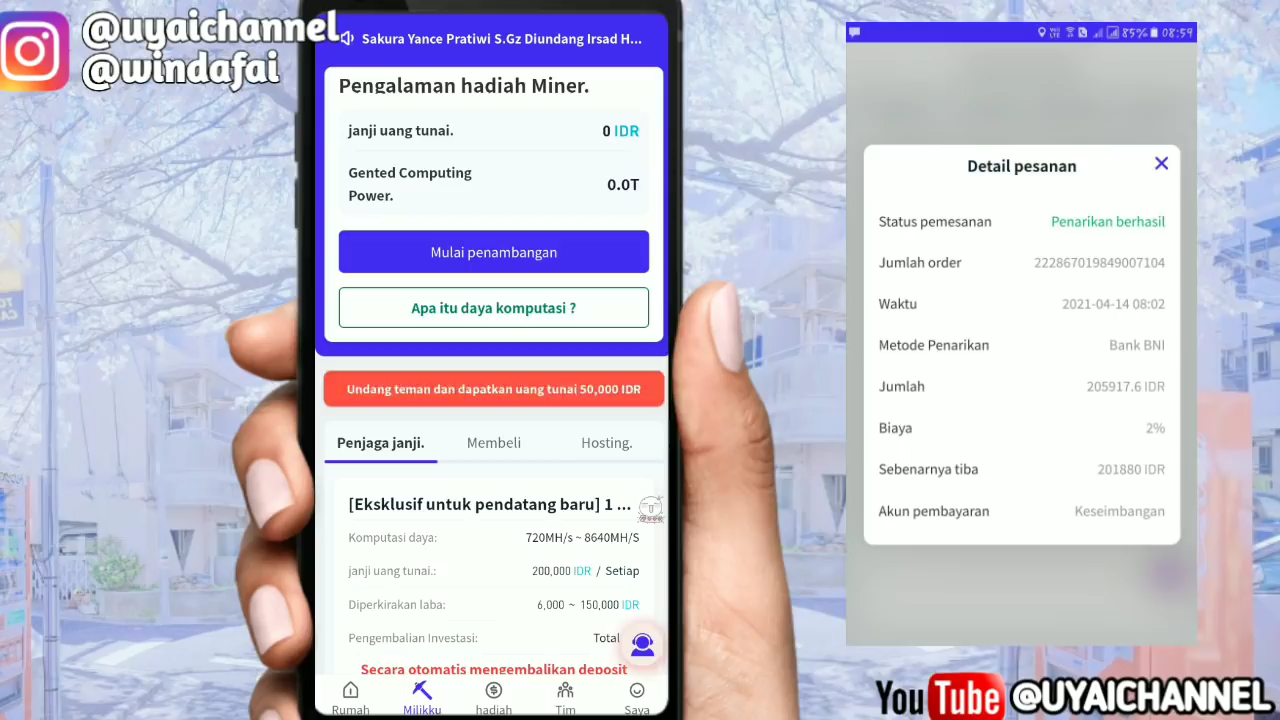 @uyaichannel
@windafai
Sakura Yance Pratiwi S.Gz Diundang Irsad H...
Pengalaman hadiah Miner.
janji uang tunai. 0 IDR
Gented Computing
Power. 0.0T
Mulai penambangan
Apa itu daya komputasi ?
Undang teman dan dapatkan uang tunai 50,000 IDR
Penjaga janji. Membeli Hosting.
[Eksklusif untuk pendatang baru] 1 ...
Komputasi daya: 720MH/s ~ 8640MH/S
janji uang tunai.: 200,000 IDR / Setiap
Diperkirakan laba: 6,000 ~ 150,000 IDR
Pengembalian Investasi: Total
Secara otomatis mengembalikan deposit
Rumah Milikku hadiah Tim Saya
85% 08:59
Detail pesanan
Status pemesanan Penarikan berhasil
Jumlah order 222867019849007104
Waktu 2021-04-14 08:02
Metode Penarikan Bank BNI
Jumlah 205917.6 IDR
Biaya 2%
Sebenarnya tiba 201880 IDR
Akun pembayaran Keseimbangan
YouTube @UYAICHANNEL